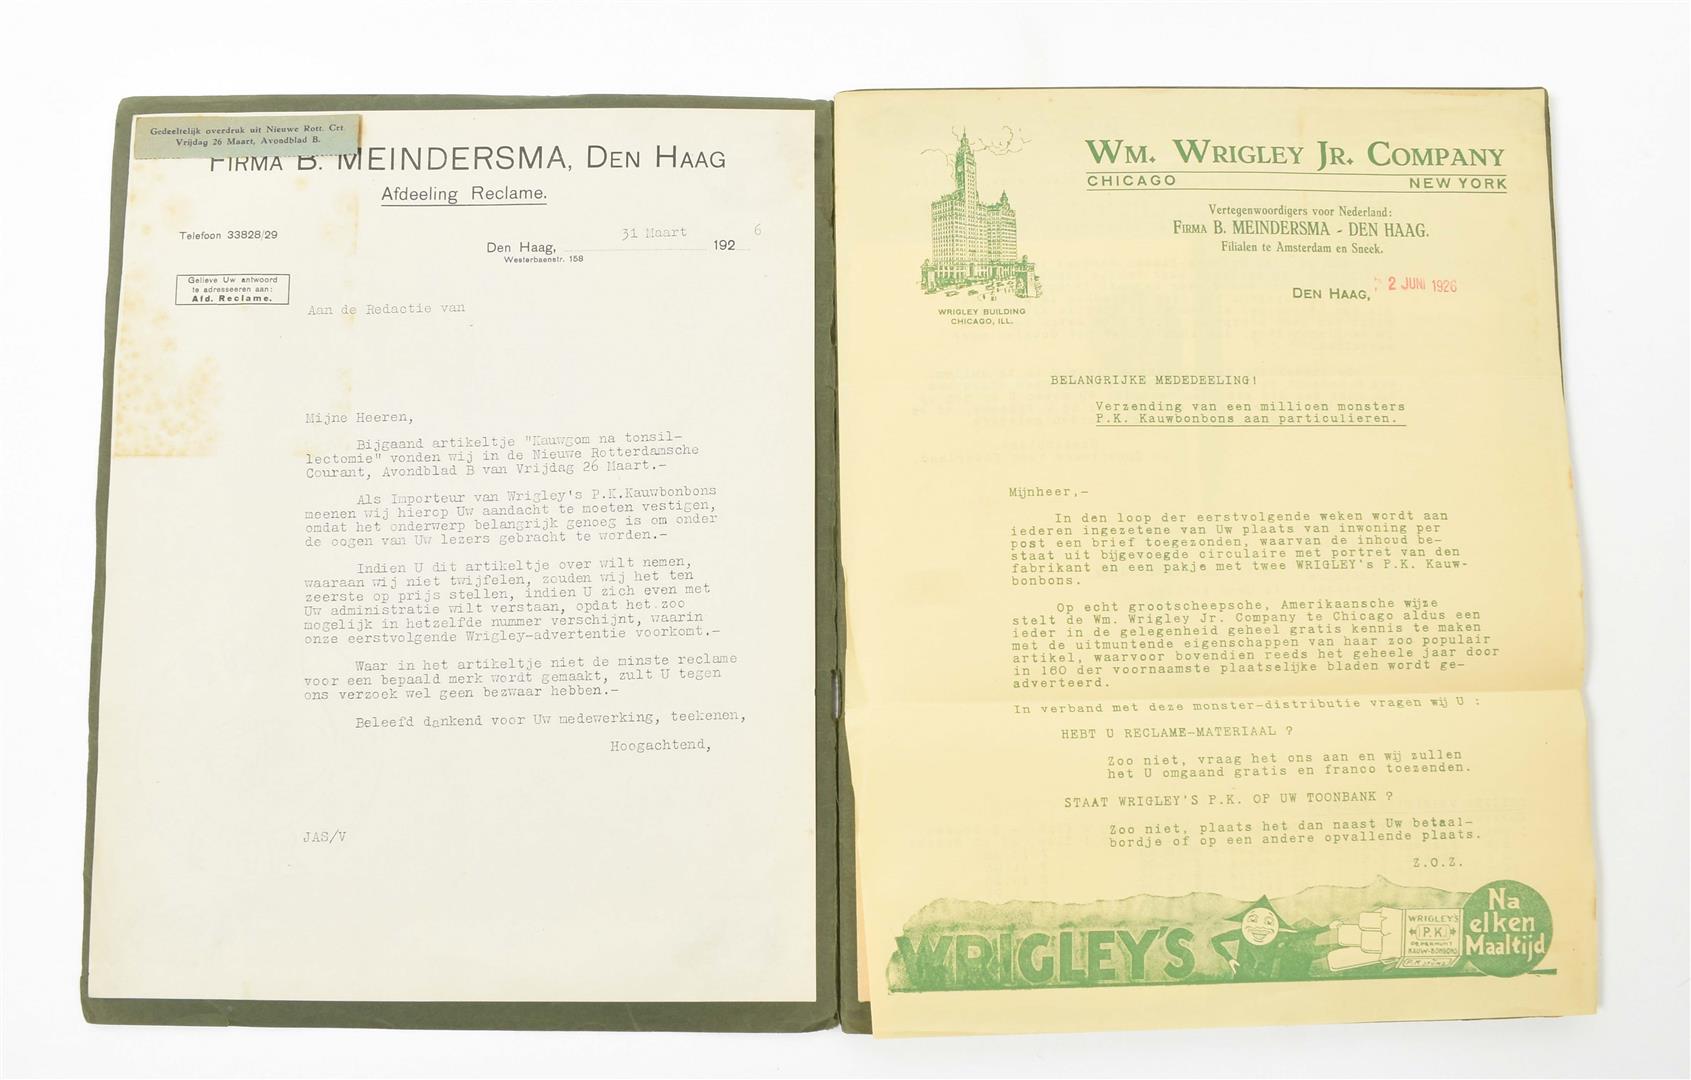 Gedeeltelijk overdruk uit Nieuwe Rott. Crt.
Vrijdag 26 Maart, Avondblad B.
FIRMA B. MEINDERSMA, DEN HAAG
Afdeeling Reclame.
Telefoon 33828/29
Den Haag, 31 Maart 1926
Westerbaenstr. 158
Gelieve Uw antwoord
te adresseeren aan:
Afd. Reclame.
Aan de Redactie van
Mijne Heeren,
Bijgaand artikeltje "Kauwgom na tonsil-
lectomie" vonden wij in de Nieuwe Rotterdamsche
Courant, Avondblad B van Vrijdag 26 Maart.-
Als Importeur van Wrigley's P.K.Kauwbonbons
meenen wij hierop Uw aandacht te moeten vestigen,
omdat het onderwerp belangrijk genoeg is om onder
de oogen van Uw lezers gebracht te worden.-
Indien U dit artikeltje over wilt nemen,
waaraan wij niet twijfelen, zouden wij het ten
zeerste op prijs stellen, indien U zich even met
Uw administratie wilt verstaan, opdat het zoo
mogelijk in hetzelfde nummer verschijnt, waarin
onze eerstvolgende Wrigley-advertentie voorkomt.-
Waar in het artikeltje niet de minste reclame
voor een bepaald merk wordt gemaakt, zult U tegen
ons verzoek wel geen bezwaar hebben.-
Beleefd dankend voor Uw medewerking, teekenen,
Hoogachtend,
JAS/V
WM. WRIGLEY JR. COMPANY
CHICAGO NEW YORK
Vertegenwoordigers voor Nederland:
FIRMA B. MEINDERSMA - DEN HAAG.
Filialen te Amsterdam en Sneek.
DEN HAAG, 2 JUNI 1926
WRIGLEY BUILDING
CHICAGO, ILL.
BELANGRIJKE MEDEDEELING!
Verzending van een millioen monsters
P.K. Kauwbonbons aan particulieren.
Mijnheer,-
In den loop der eerstvolgende weken wordt aan
iederen ingezetene van Uw plaats van inwoning per
post een brief toegezonden, waarvan de inhoud be-
staat uit bijgevoegde circulaire met portret van den
fabrikant en een pakje met twee WRIGLEY's P.K. Kauw-
bonbons.
Op echt grootscheepsche, Amerikaansche wijze
stelt de Wm. Wrigley Jr. Company te Chicago aldus een
ieder in de gelegenheid geheel gratis kennis te maken
met de uitmuntende eigenschappen van haar zoo populair
artikel, waarvoor bovendien reeds het geheele jaar door
in 160 der voornaamste plaatselijke bladen wordt ge-
adverteerd.
In verband met deze monster-distributie vragen wij U :
HEBT U RECLAME-MATERIAAL ?
Zoo niet, vraag het ons aan en wij zullen
het U omgaand gratis en franco toezenden.
STAAT WRIGLEY'S P.K. OP UW TOONBANK ?
Zoo niet, plaats het dan naast Uw betaal-
bordje of op een andere opvallende plaats.
Z.O.Z.
WRIGLEY'S
WRIGLEY'S
P.K
PEPERMUNT
KAUW-BONBONS
Na
elken
Maaltijd